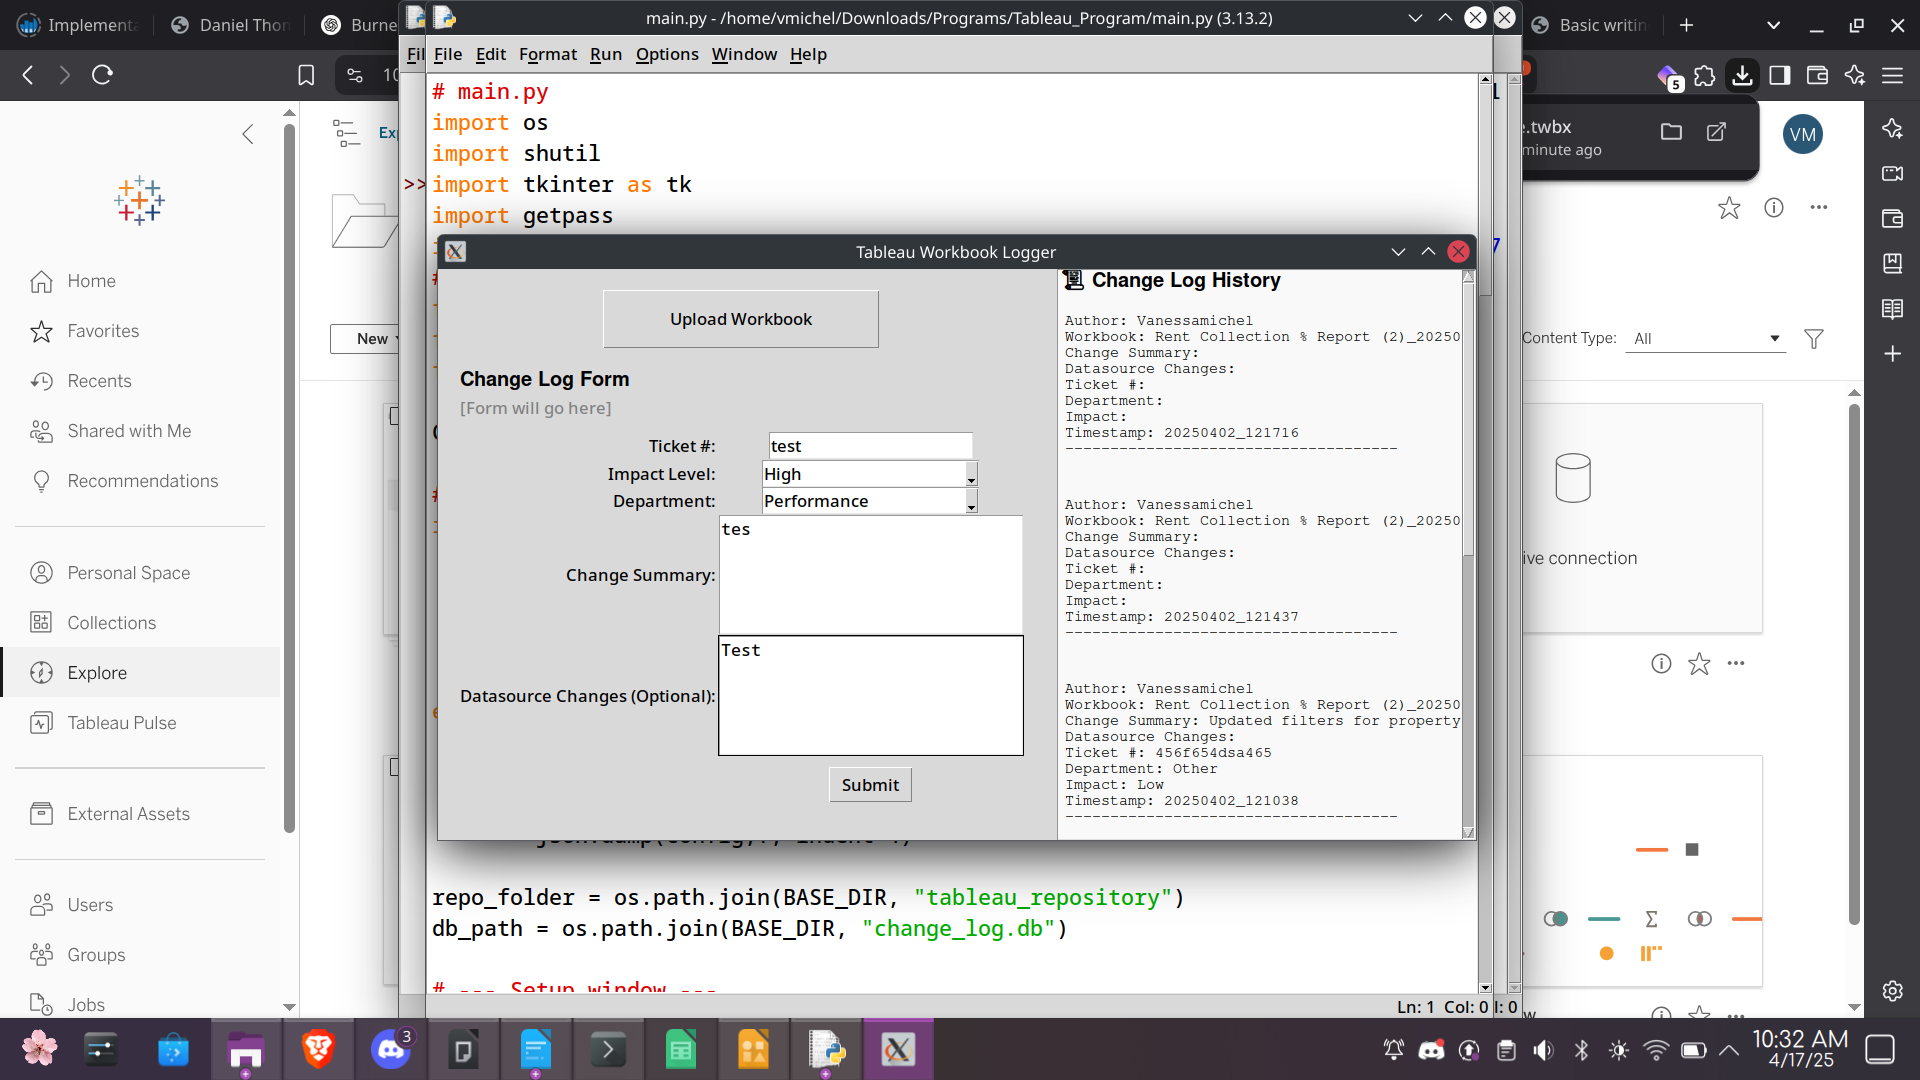 Implementa
Daniel Thon
Burne
main.py - /home/vmichel/Downloads/Programs/Tableau_Program/main.py (3.13.2)
Basic writin
Fil
File Edit Format Run Options Window Help
10
5
# main.py
import os
import shutil
>> import tkinter as tk
import getpass
Exp
e.twbx
minute ago
VM
Home
Favorites
Recents
Shared with Me
Recommendations
Personal Space
Collections
Explore
Tableau Pulse
External Assets
Users
Groups
Jobs
New
Tableau Workbook Logger
Upload Workbook
Change Log Form
[Form will go here]
Ticket #: test
Impact Level: High
Department: Performance
Change Summary: tes
Datasource Changes (Optional): Test
Submit
Change Log History
Author: Vanessamichel
Workbook: Rent Collection % Report (2)_20250
Change Summary:
Datasource Changes:
Ticket #:
Department:
Impact:
Timestamp: 20250402_121716
-------------------------------------
Author: Vanessamichel
Workbook: Rent Collection % Report (2)_20250
Change Summary:
Datasource Changes:
Ticket #:
Department:
Impact:
Timestamp: 20250402_121437
-------------------------------------
Author: Vanessamichel
Workbook: Rent Collection % Report (2)_20250
Change Summary: Updated filters for property
Datasource Changes:
Ticket #: 456f654dsa465
Department: Other
Impact: Low
Timestamp: 20250402_121038
-------------------------------------
Content Type: All
ive connection
repo_folder = os.path.join(BASE_DIR, "tableau_repository")
db_path = os.path.join(BASE_DIR, "change_log.db")
# --- Setup window ---
Ln: 1 Col: 0
l: 0
3
10:32 AM
4/17/25